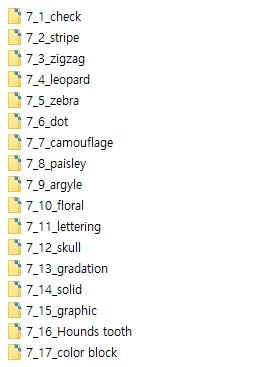 7_1_check
7_2_stripe
7_3_zigzag
7_4_leopard
7_5_zebra
7_6_dot
7_7_camouflage
7_8_paisley
7_9_argyle
7_10_floral
7_11_lettering
7_12_skull
7_13_gradation
7_14_solid
7_15_graphic
7_16_Hounds tooth
7_17_color block